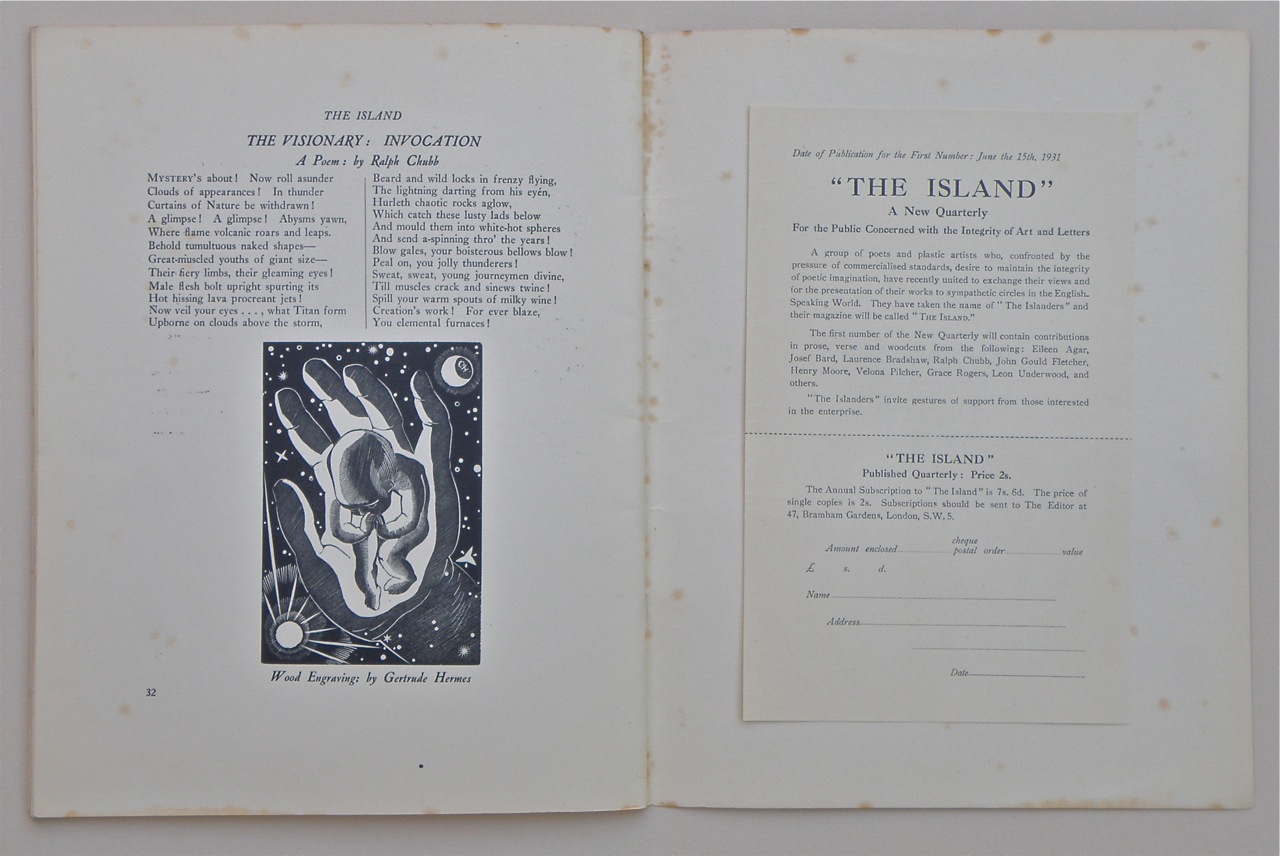 THE ISLAND
THE VISIONARY: INVOCATION
A Poem: by Ralph Chubb
MYSTERY'S about! Now roll asunder
Clouds of appearances! In thunder
Curtains of Nature be withdrawn!
A glimpse! A glimpse! Abysms yawn,
Where flame volcanic roars and leaps.
Behold tumultuous naked shapes—
Great-muscled youths of giant size—
Their fiery limbs, their gleaming eyes!
Male flesh bolt upright spurting its
Hot hissing lava procreant jets!
Now veil your eyes . . . , what Titan form
Upborne on clouds above the storm,
Beard and wild locks in frenzy flying,
The lightning darting from his eyén,
Hurleth chaotic rocks aglow,
Which catch these lusty lads below
And mould them into white-hot spheres
And send a-spinning thro' the years!
Blow gales, your boisterous bellows blow!
Peal on, you jolly thunderers!
Sweat, sweat, young journeymen divine,
Till muscles crack and sinews twine!
Spill your warm spouts of milky wine!
Creation's work! For ever blaze,
You elemental furnaces!
GH
Wood Engraving: by Gertrude Hermes
32
Date of Publication for the First Number: June the 15th, 1931
"THE ISLAND"
A New Quarterly
For the Public Concerned with the Integrity of Art and Letters
A group of poets and plastic artists who, confronted by the
pressure of commercialised standards, desire to maintain the integrity
of poetic imagination, have recently united to exchange their views and
for the presentation of their works to sympathetic circles in the English-
Speaking World. They have taken the name of "The Islanders" and
their magazine will be called "THE ISLAND."
The first number of the New Quarterly will contain contributions
in prose, verse and woodcuts from the following: Eileen Agar,
Josef Bard, Laurence Bradshaw, Ralph Chubb, John Gould Fletcher,
Henry Moore, Velona Pilcher, Grace Rogers, Leon Underwood, and
others.
"The Islanders" invite gestures of support from those interested
in the enterprise.
"THE ISLAND"
Published Quarterly: Price 2s.
The Annual Subscription to "The Island" is 7s. 6d. The price of
single copies is 2s. Subscriptions should be sent to The Editor at
47, Bramham Gardens, London, S.W.5.
cheque
Amount enclosed postal order value
£ s. d.
Name
Address
Date